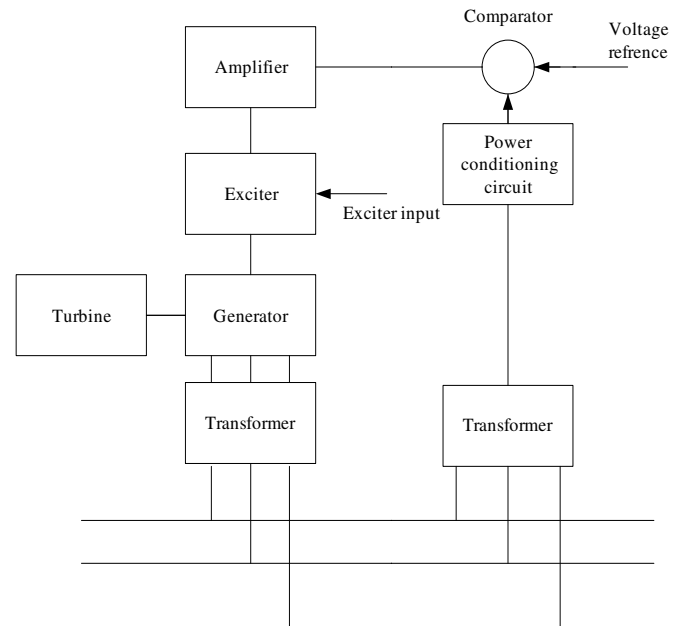 Comparator
Voltage
refrence
Amplifier
Power
conditioning
circuit
Exciter
Exciter input
Turbine
Generator
Transformer
Transformer